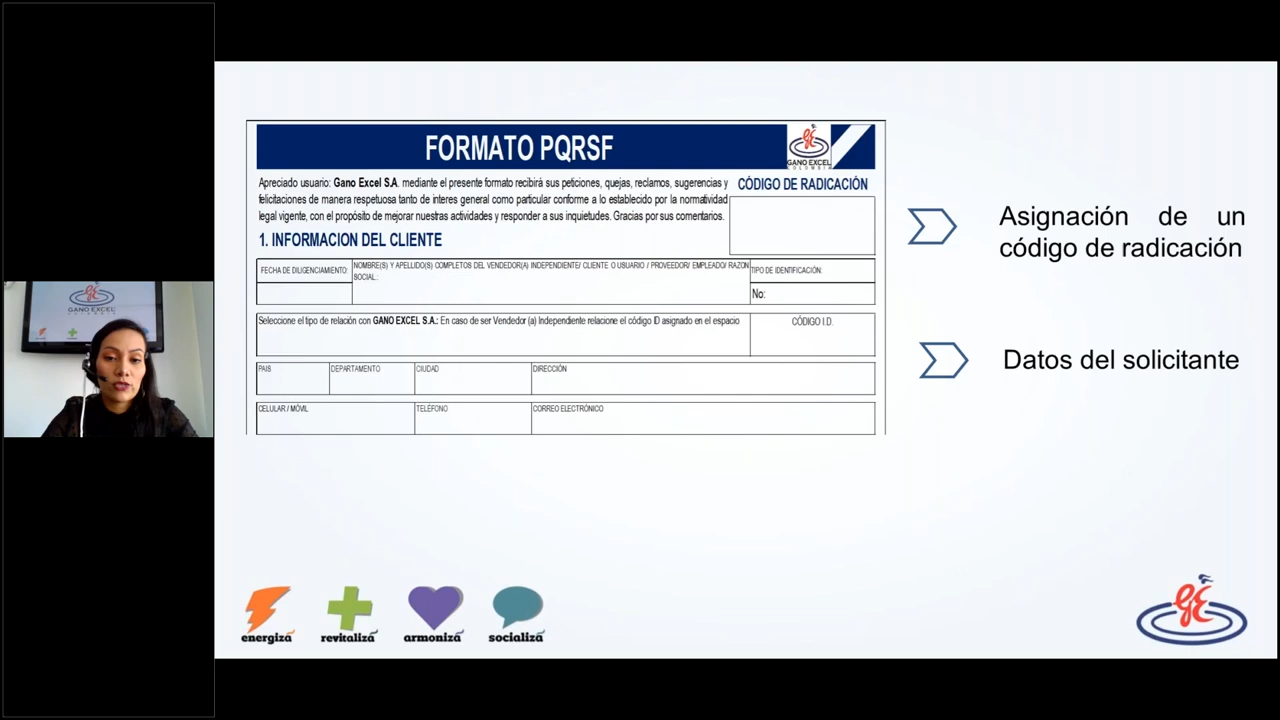 FORMATO PQRSF
GANO EXCEL
COLOMBIA
Apreciado usuario: Gano Excel S.A. mediante el presente formato recibirá sus peticiones, quejas, reclamos, sugerencias y
felicitaciones de manera respetuosa tanto de interes general como particular conforme a lo establecido por la normatividad
legal vigente, con el propósito de mejorar nuestras actividades y responder a sus inquietudes. Gracias por sus comentarios.
CÓDIGO DE RADICACIÓN
1. INFORMACION DEL CLIENTE
FECHA DE DILIGENCIAMIENTO:
NOMBRE(S) Y APELLIDO(S) COMPLETOS DEL VENDEDOR(A) INDEPENDIENTE/ CLIENTE O USUARIO / PROVEEDOR/ EMPLEADO/ RAZON
SOCIAL.:
TIPO DE IDENTIFICACIÓN:
No:
Seleccione el tipo de relación con GANO EXCEL S.A.: En caso de ser Vendedor (a) Independiente relacione el código ID asignado en el espacio
CÓDIGO I.D.
PAIS
DEPARTAMENTO
CIUDAD
DIRECCIÓN
CELULAR / MÓVIL
TELÉFONO
CORREO ELECTRÓNICO
Asignación de un
código de radicación
Datos del solicitante
GANO EXCEL
energizá
revitalizá
armonizá
socializá